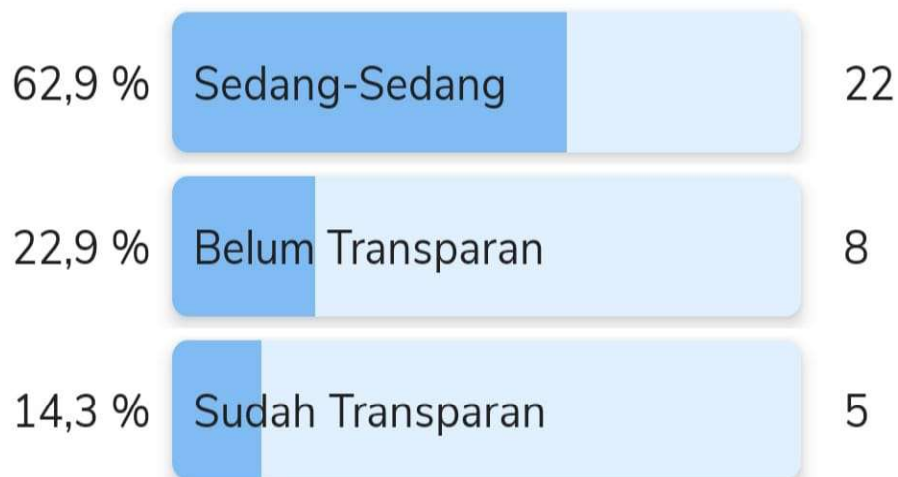 62,9 % Sedang-Sedang 22
22,9 % Belum Transparan 8
14,3 % Sudah Transparan 5